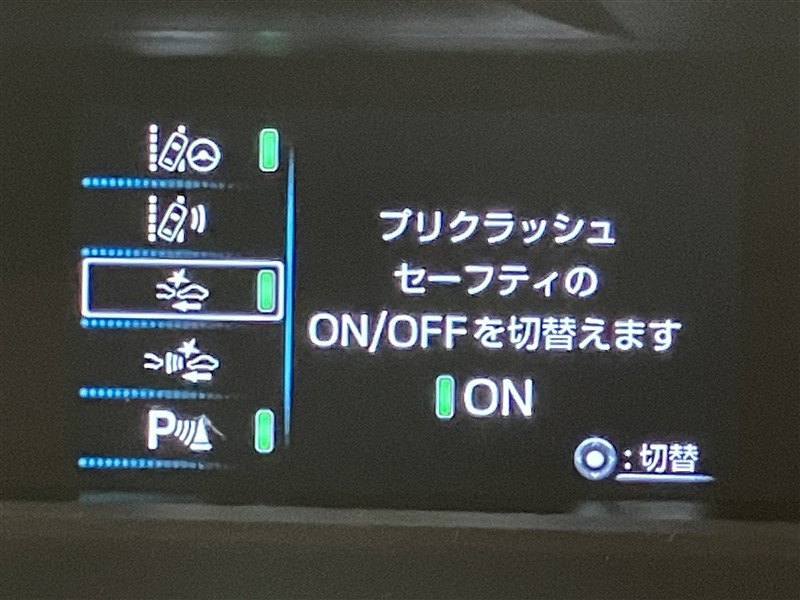 プリクラッシュ
セーフティの
ON/OFFを切替えます
ON
:切替
P